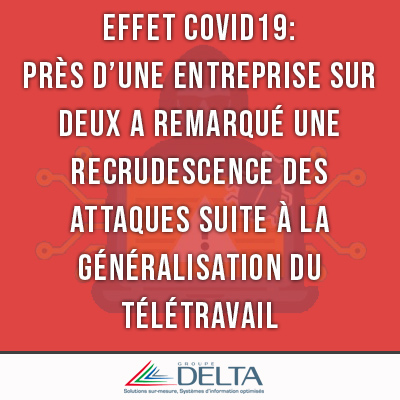 EFFET COVID19:
PRÈS D'UNE ENTREPRISE SUR
DEUX A REMARQUÉ UNE
RECRUDESCENCE DES
ATTAQUES SUITE À LA
GÉNÉRALISATION DU
TÉLÉTRAVAIL
GROUPE
DELTA
Solutions sur-mesure, Systèmes d'information optimisés